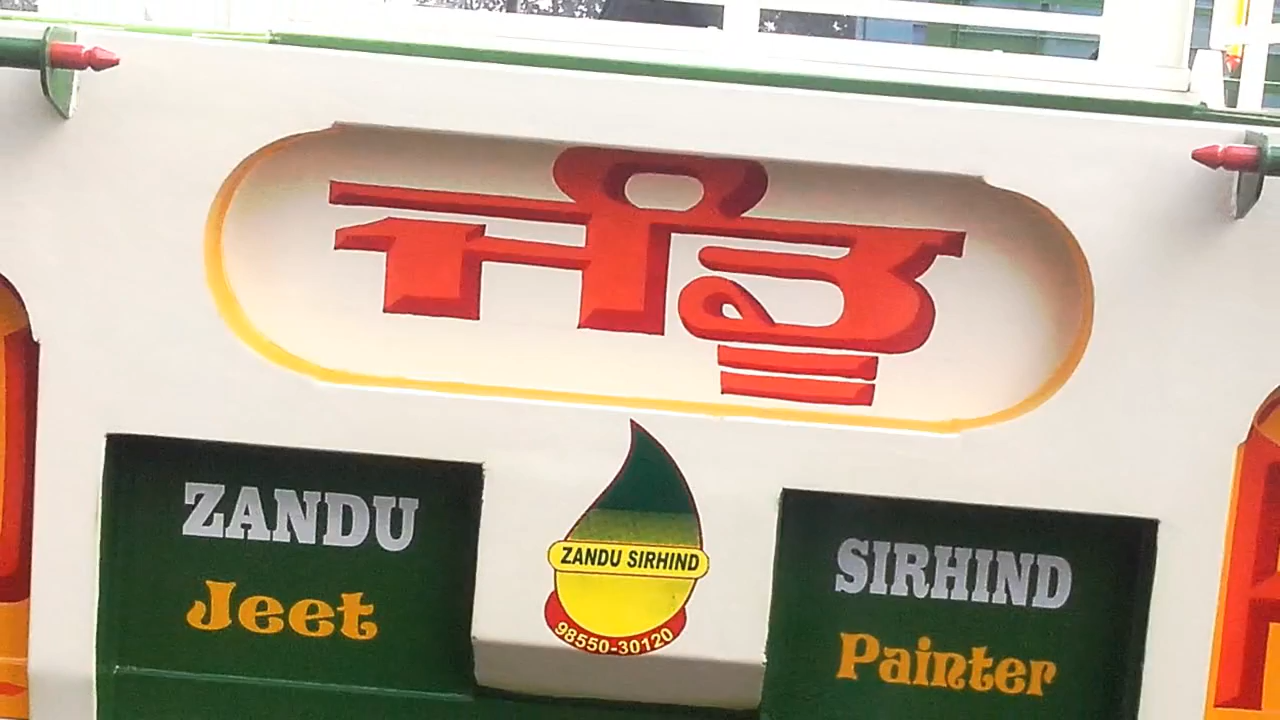 ਜੰਡੂ
ZANDU
Jeet
ZANDU SIRHIND
98550-30120
SIRHIND
Painter